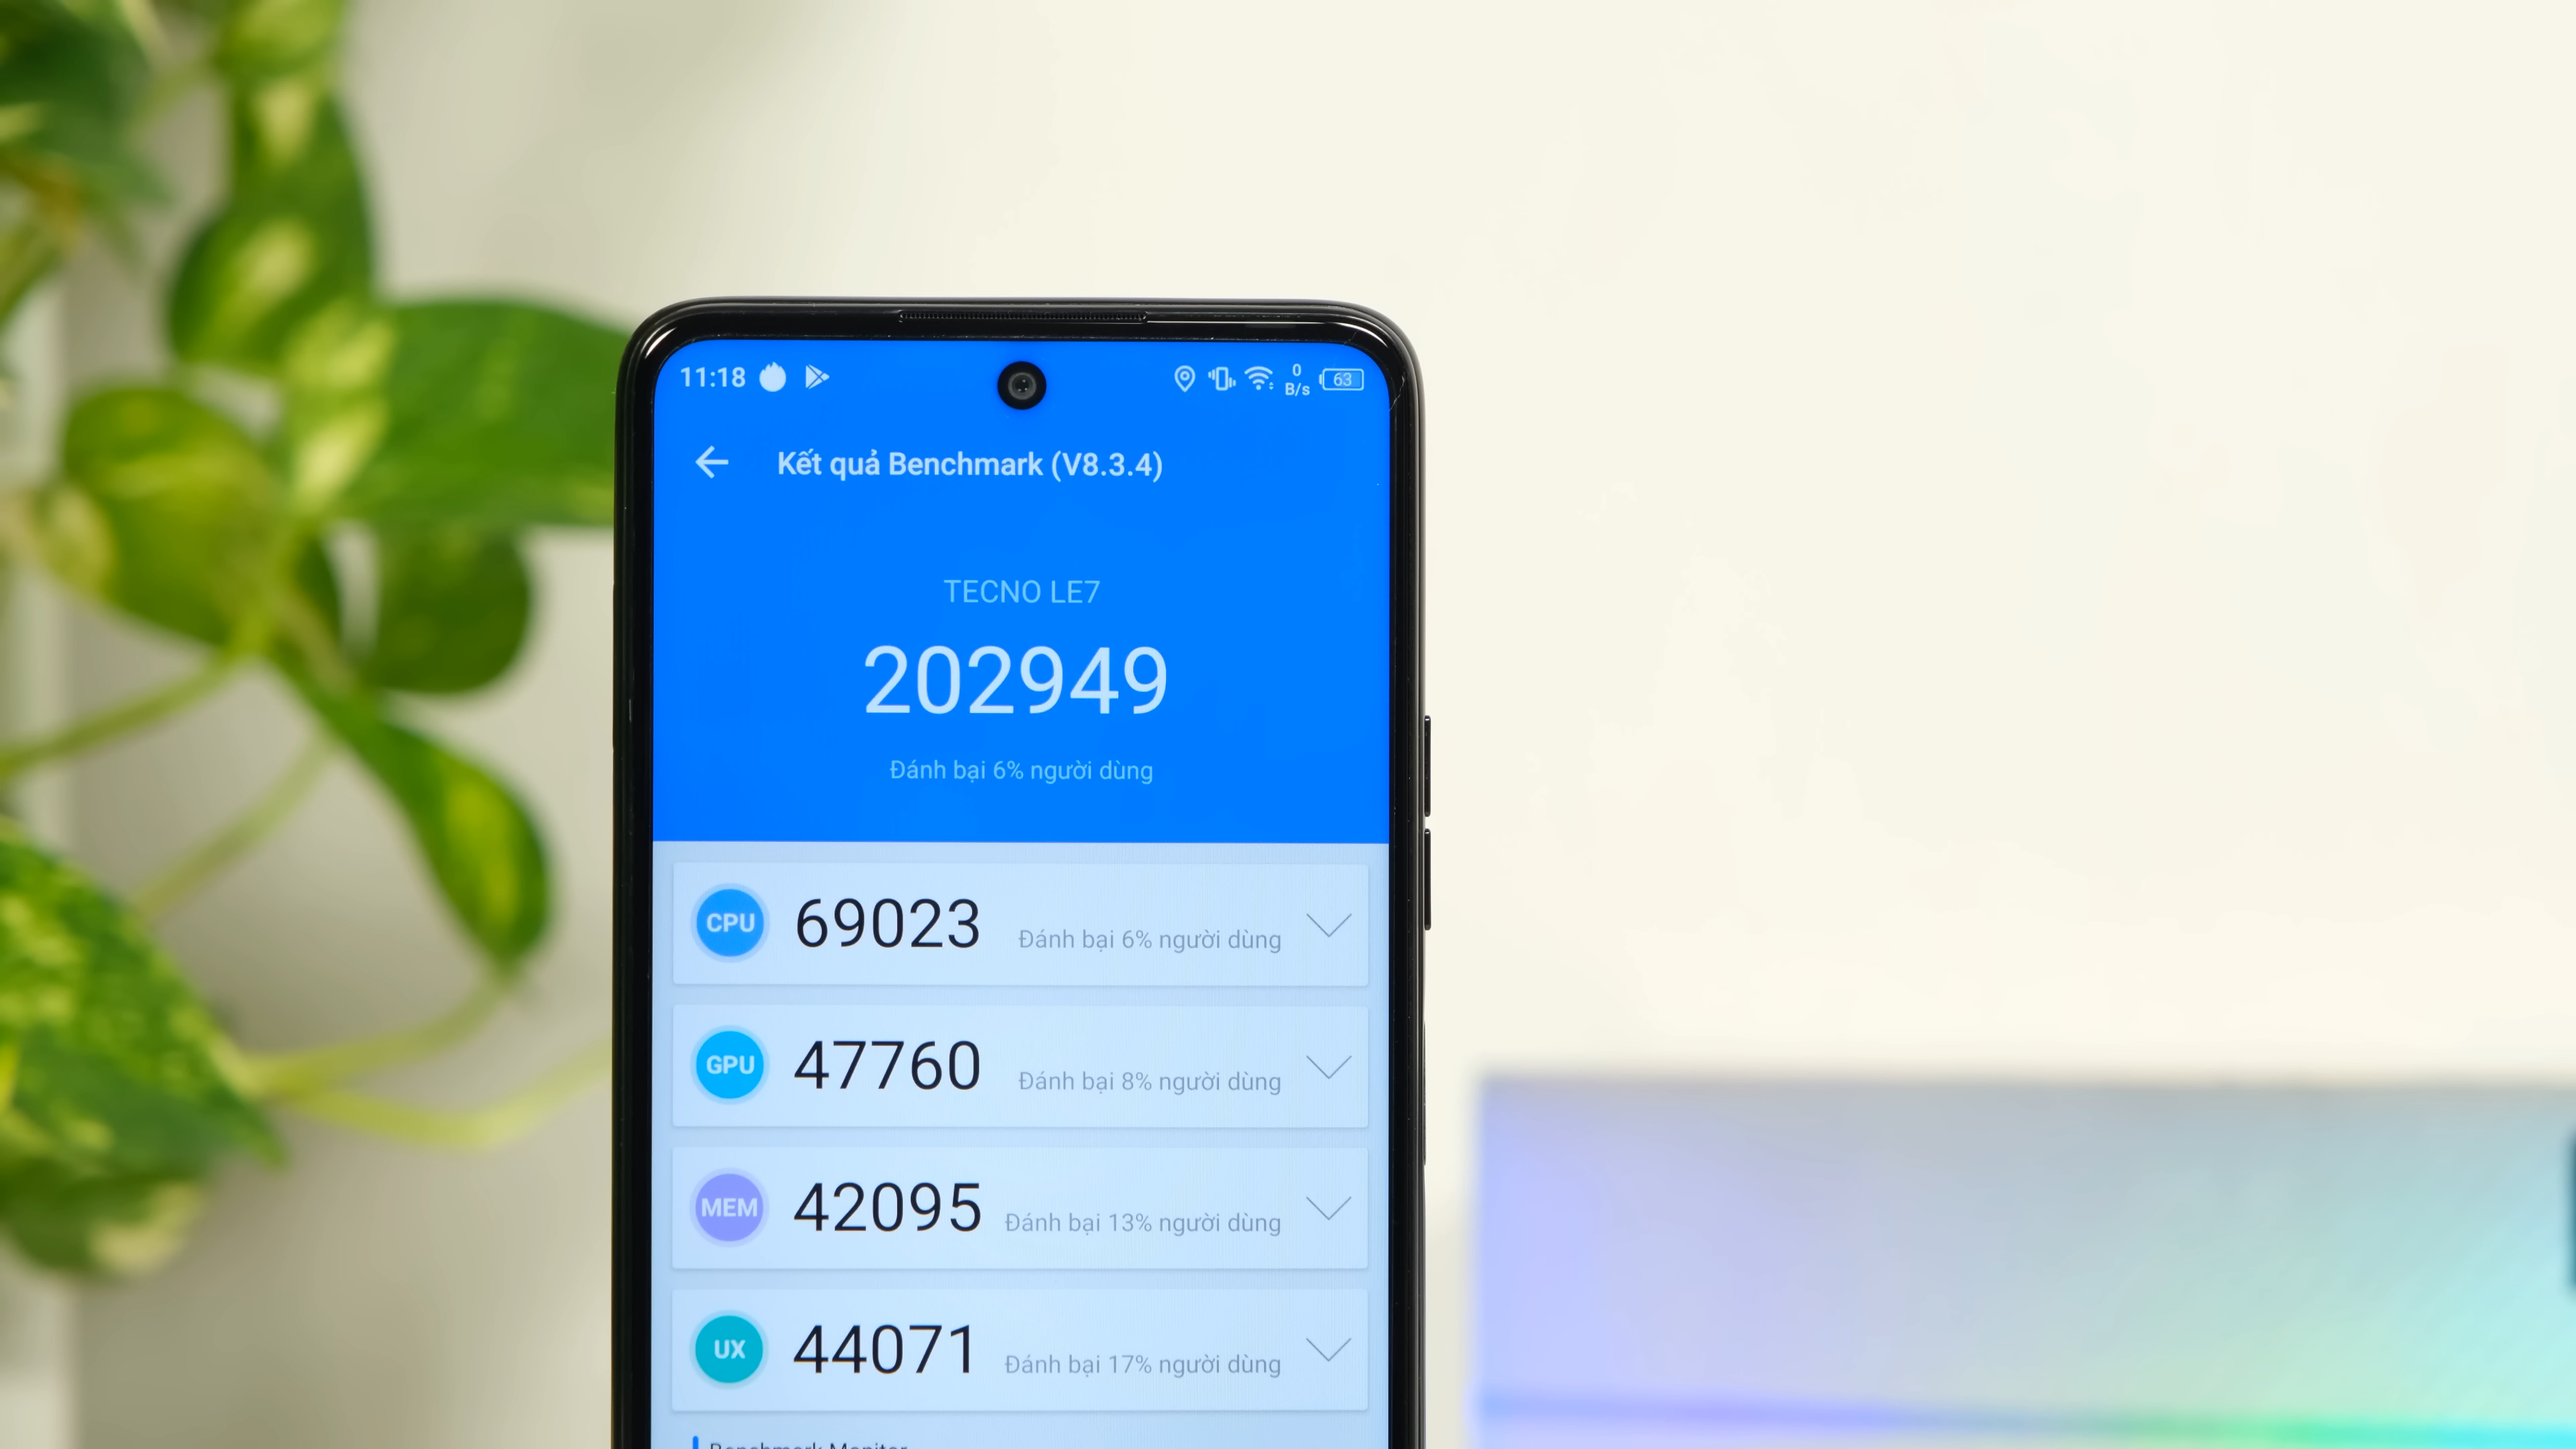 11:18 0 B/s 63
Kết quả Benchmark (V8.3.4)
TECNO LE7
202949
Đánh bại 6% người dùng
CPU 69023 Đánh bại 6% người dùng
GPU 47760 Đánh bại 8% người dùng
MEM 42095 Đánh bại 13% người dùng
UX 44071 Đánh bại 17% người dùng
Benchmark Monitor